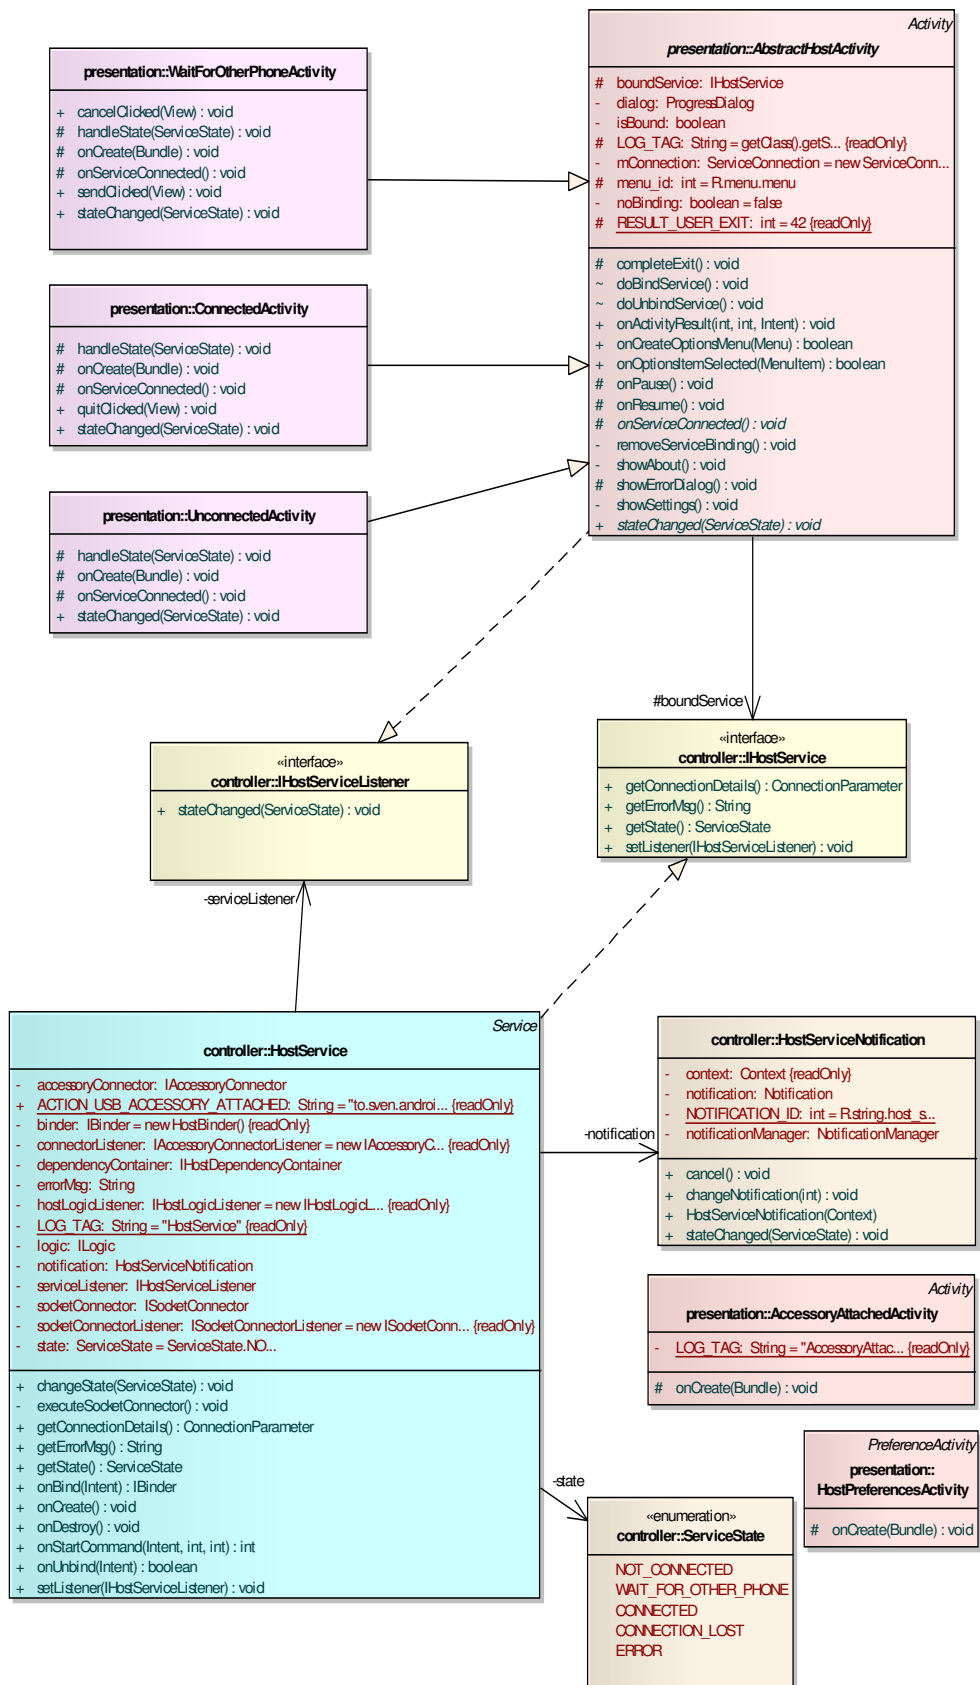 presentation::WaitForOtherPhoneActivity
+ cancelClicked(View) : void
# handleState(ServiceState) : void
# onCreate(Bundle) : void
# onServiceConnected() : void
+ sendClicked(View) : void
+ stateChanged(ServiceState) : void
Activity
presentation::AbstractHostActivity
# boundService: IHostService
- dialog: ProgressDialog
- isBound: boolean
# LOG_TAG: String = getClass().getS... {readOnly}
- mConnection: ServiceConnection = new ServiceConn...
# menu_id: int = R.menu.menu
- noBinding: boolean = false
# RESULT_USER_EXIT: int = 42 {readOnly}
# completeExit() : void
~ doBindService() : void
~ doUnbindService() : void
+ onActivityResult(int, int, Intent) : void
+ onCreateOptionsMenu(Menu) : boolean
+ onOptionsItemSelected(MenuItem) : boolean
# onPause() : void
# onResume() : void
# onServiceConnected() : void
- removeServiceBinding() : void
- showAbout() : void
# showErrorDialog() : void
- showSettings() : void
+ stateChanged(ServiceState) : void
presentation::ConnectedActivity
# handleState(ServiceState) : void
# onCreate(Bundle) : void
# onServiceConnected() : void
+ quitClicked(View) : void
+ stateChanged(ServiceState) : void
presentation::UnconnectedActivity
# handleState(ServiceState) : void
# onCreate(Bundle) : void
# onServiceConnected() : void
+ stateChanged(ServiceState) : void
#boundService
«interface»
controller::IHostServiceListener
+ stateChanged(ServiceState) : void
«interface»
controller::IHostService
+ getConnectionDetails() : ConnectionParameter
+ getErrorMsg() : String
+ getState() : ServiceState
+ setListener(IHostServiceListener) : void
-serviceListener
Service
controller::HostService
- accessoryConnector: IAccessoryConnector
+ ACTION_USB_ACCESSORY_ATTACHED: String = "to.sven.androi... {readOnly}
- binder: IBinder = new HostBinder() {readOnly}
- connectorListener: IAccessoryConnectorListener = new IAccessoryC... {readOnly}
- dependencyContainer: IHostDependencyContainer
- errorMsg: String
- hostLogicListener: IHostLogicListener = new IHostLogicL... {readOnly}
- LOG_TAG: String = "HostService" {readOnly}
- logic: ILogic
- notification: HostServiceNotification
- serviceListener: IHostServiceListener
- socketConnector: ISocketConnector
- socketConnectorListener: ISocketConnectorListener = new ISocketConn... {readOnly}
- state: ServiceState = ServiceState.NO...
+ changeState(ServiceState) : void
- executeSocketConnector() : void
+ getConnectionDetails() : ConnectionParameter
+ getErrorMsg() : String
+ getState() : ServiceState
+ onBind(Intent) : IBinder
+ onCreate() : void
+ onDestroy() : void
+ onStartCommand(Intent, int, int) : int
+ onUnbind(Intent) : boolean
+ setListener(IHostServiceListener) : void
-notification
controller::HostServiceNotification
- context: Context {readOnly}
- notification: Notification
- NOTIFICATION_ID: int = R.string.host_s...
- notificationManager: NotificationManager
+ cancel() : void
+ changeNotification(int) : void
+ HostServiceNotification(Context)
+ stateChanged(ServiceState) : void
Activity
presentation::AccessoryAttachedActivity
- LOG_TAG: String = "AccessoryAttac... {readOnly}
# onCreate(Bundle) : void
PreferenceActivity
presentation::
HostPreferencesActivity
# onCreate(Bundle) : void
-state
«enumeration»
controller::ServiceState
NOT_CONNECTED
WAIT_FOR_OTHER_PHONE
CONNECTED
CONNECTION_LOST
ERROR